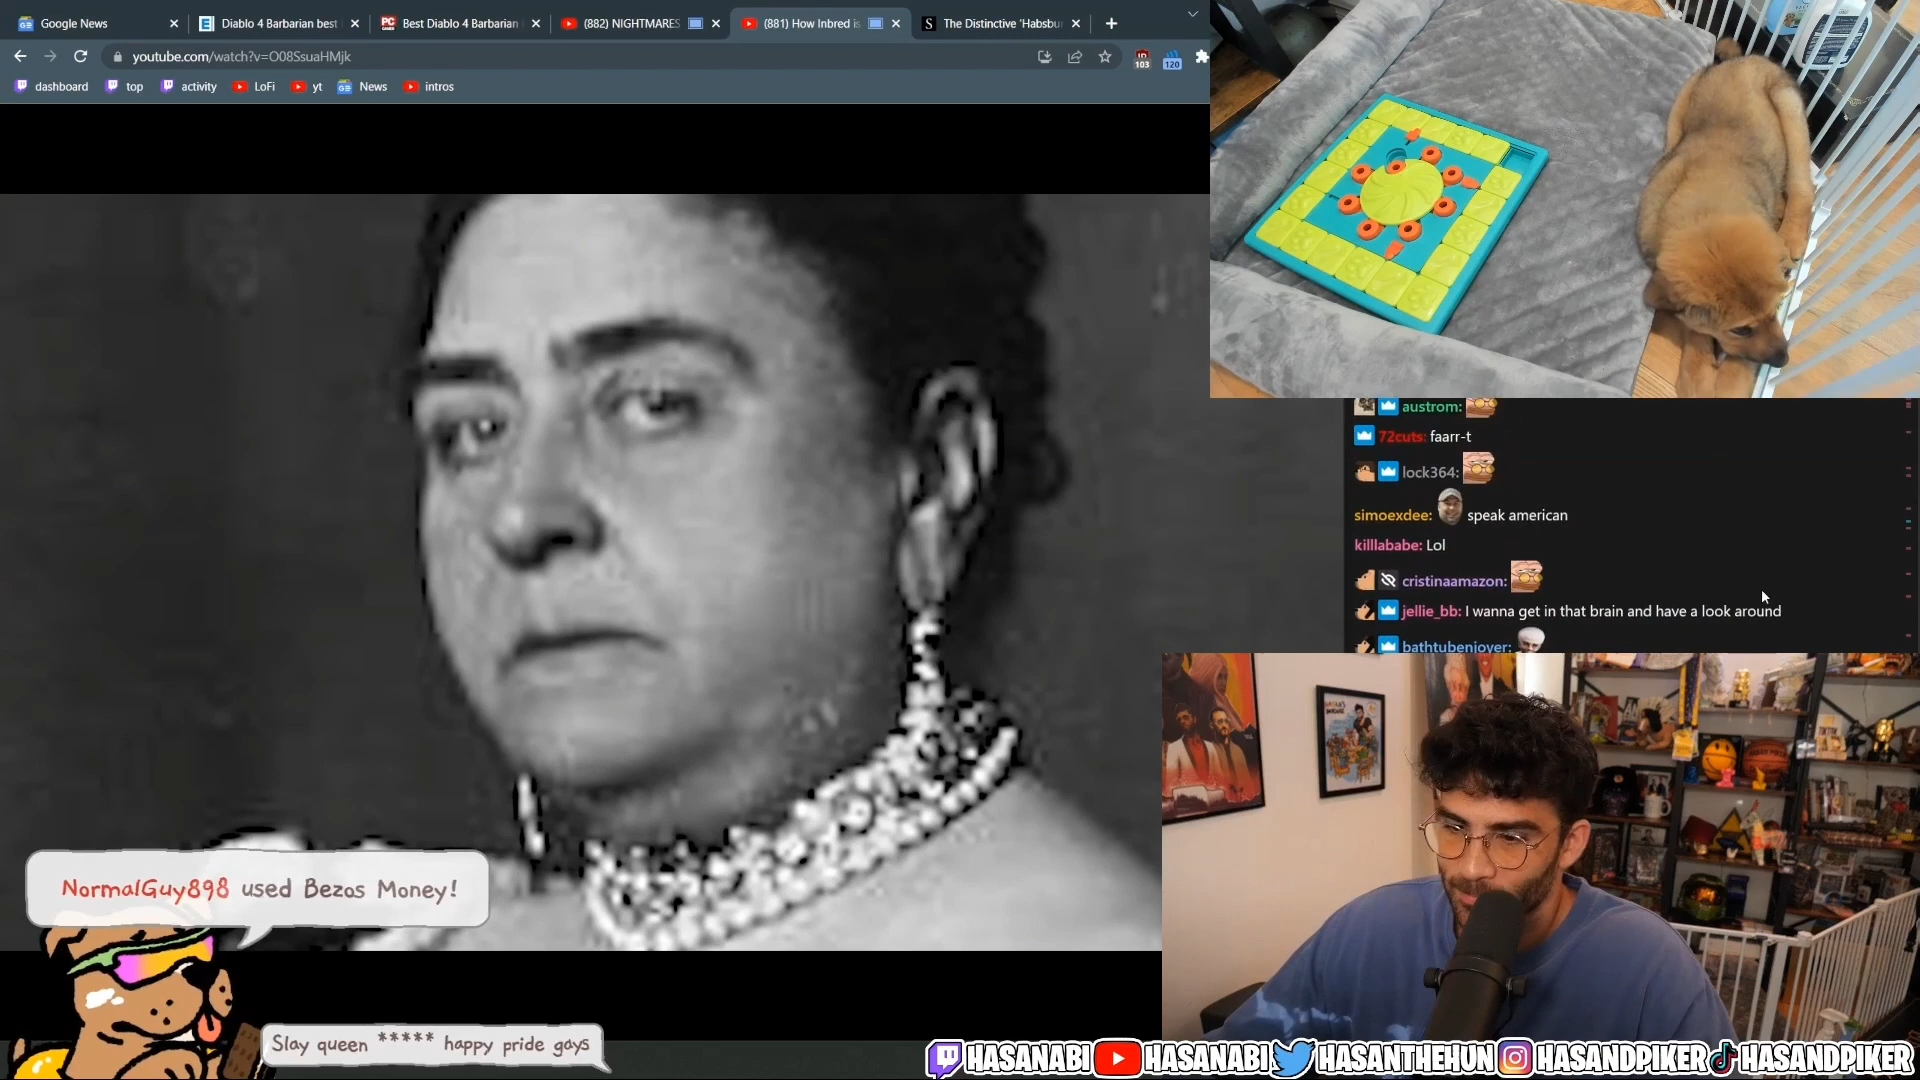 Google News
Diablo 4 Barbarian best
Best Diablo 4 Barbarian
(882) NIGHTMARES
(881) How Inbred is
The Distinctive 'Habsbu
youtube.com/watch?v=O08SsuaHMjk
103
120
dashboard
top
activity
LoFi
yt
News
intros
austrom:
72cuts: faarr-t
lock364:
simoexdee: speak american
killlababe: Lol
cristinaamazon:
jellie_bb: I wanna get in that brain and have a look around
bathtubenjoyer:
NormalGuy898 used Bezos Money!
Slay queen ***** happy pride gays
HASANABI HASANABI HASANTHEHUN HASANDPIKER HASANDPIKER